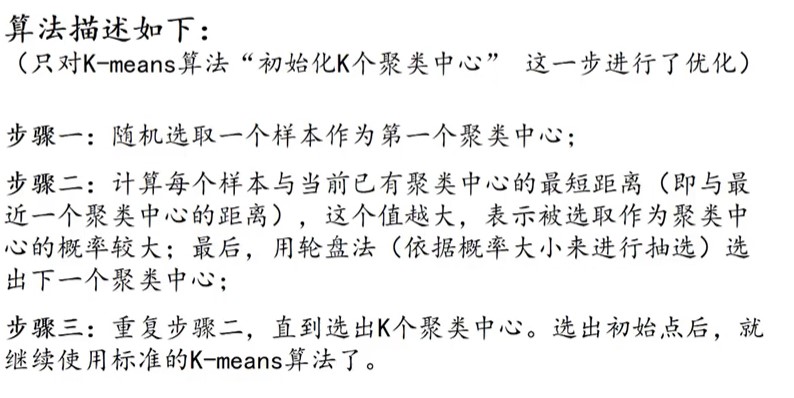 算法描述如下：
（只对K-means算法“初始化K个聚类中心” 这一步进行了优化）
步骤一：随机选取一个样本作为第一个聚类中心；
步骤二：计算每个样本与当前已有聚类中心的最短距离（即与最
近一个聚类中心的距离），这个值越大，表示被选取作为聚类中
心的概率较大；最后，用轮盘法（依据概率大小来进行抽选）选
出下一个聚类中心；
步骤三：重复步骤二，直到选出K个聚类中心。选出初始点后，就
继续使用标准的K-means算法了。